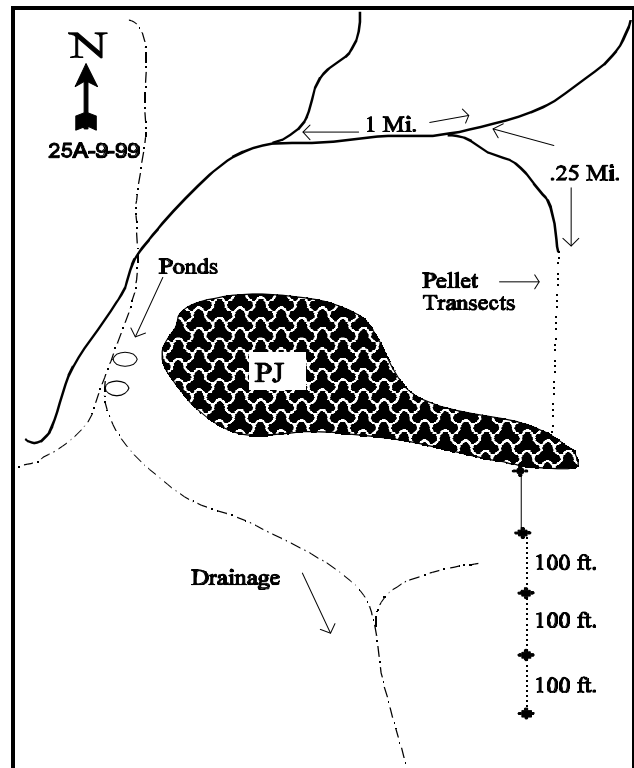 N
25A-9-99
1 Mi.
.25 Mi.
Ponds
Pellet
Transects
PJ
Drainage
100 ft.
100 ft.
100 ft.